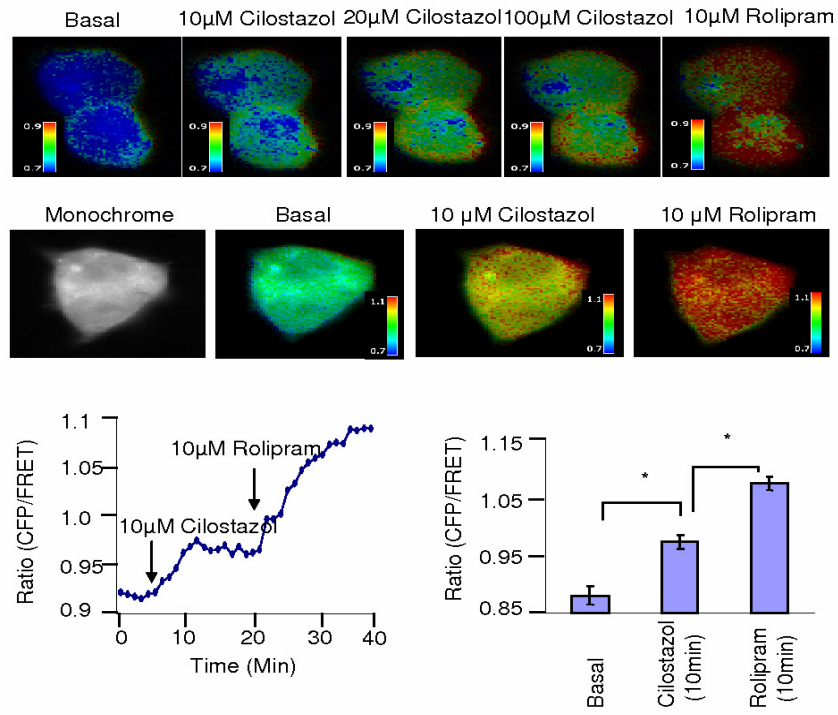 Basal
10µM Cilostazol
20µM Cilostazol
100µM Cilostazol
10µM Rolipram
0.9
0.7
0.9
0.7
0.9
0.7
0.9
0.7
0.9
0.7
Monochrome
Basal
10 µM Cilostazol
10 µM Rolipram
1.1
0.7
1.1
0.7
1.1
0.7
Ratio (CFP/FRET)
1.1
1.05
1.0
0.95
0.9
10µM Rolipram
10µM Cilostazol
0
10
20
30
40
Time (Min)
Ratio (CFP/FRET)
1.15
1.05
0.95
0.85
*
*
Basal
Cilostazol
(10min)
Rolipram
(10min)